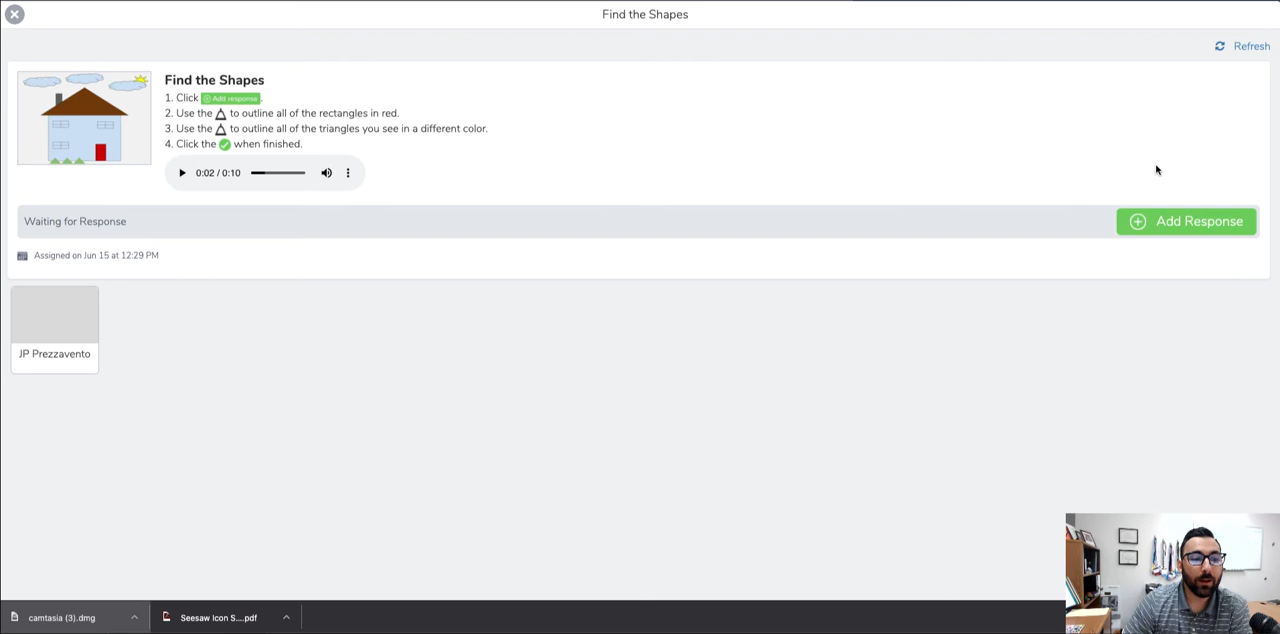 Find the Shapes
Refresh
Find the Shapes
1. Click Add response.
2. Use the to outline all of the rectangles in red.
3. Use the to outline all of the triangles you see in a different color.
4. Click the when finished.
0:02 / 0:10
Waiting for Response
Add Response
Assigned on Jun 15 at 12:29 PM
JP Prezzavento
camtasia (3).dmg
Seesaw Icon S....pdf